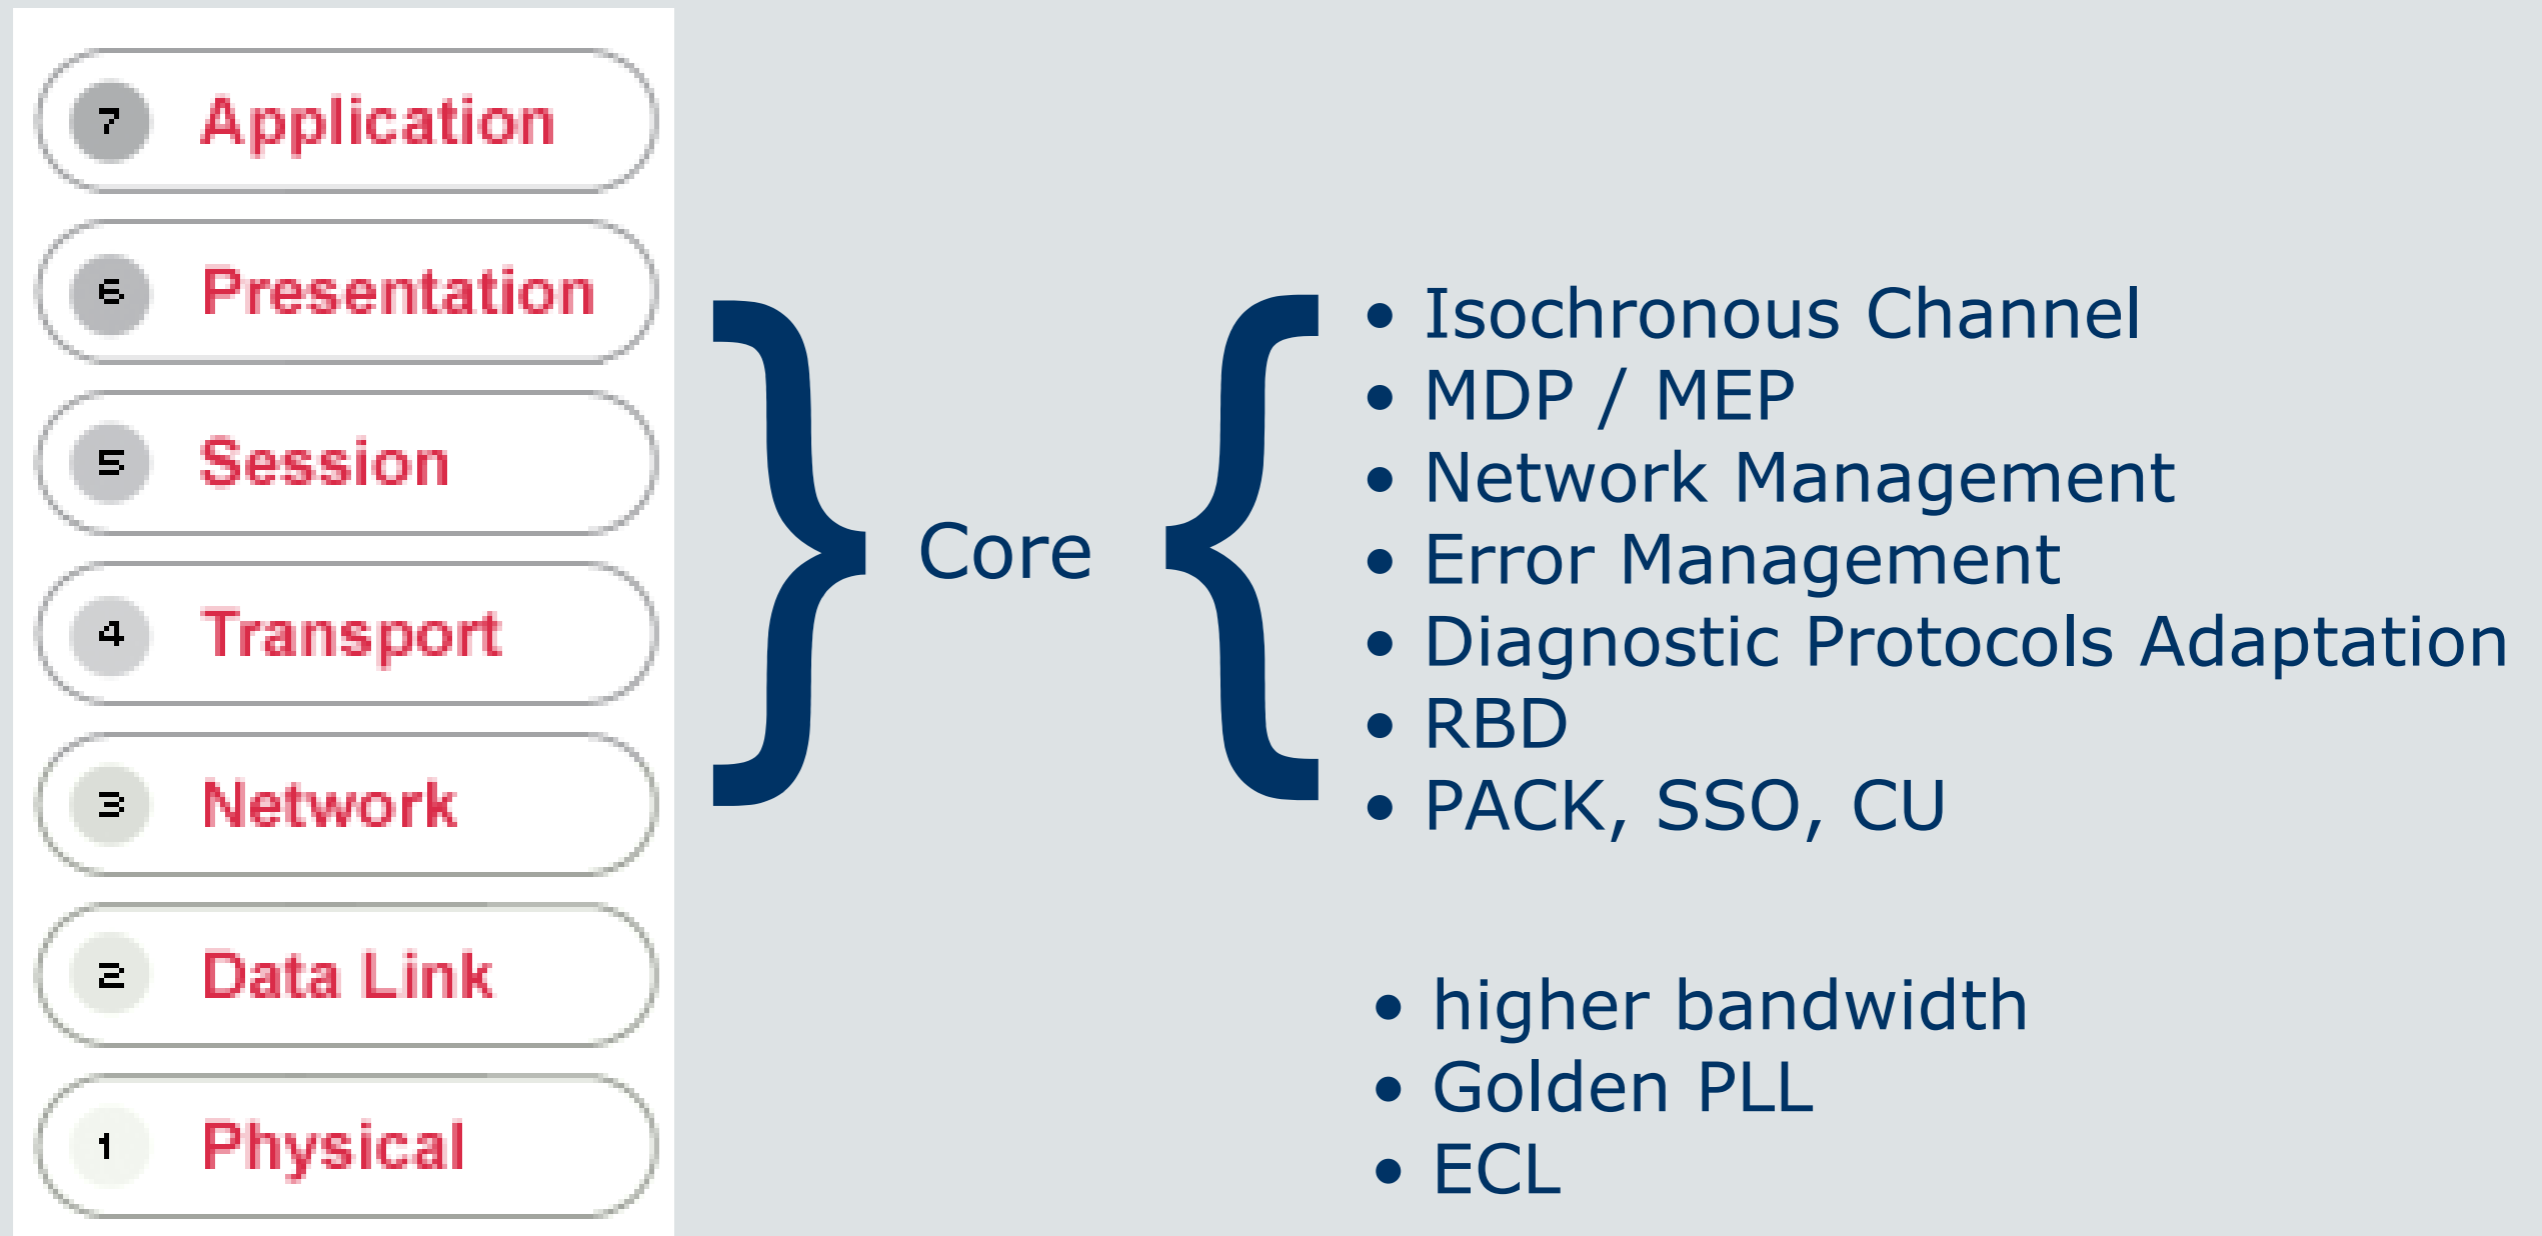 7 Application
6 Presentation
5 Session
4 Transport
3 Network
2 Data Link
1 Physical
Core
• Isochronous Channel
• MDP / MEP
• Network Management
• Error Management
• Diagnostic Protocols Adaptation
• RBD
• PACK, SSO, CU
• higher bandwidth
• Golden PLL
• ECL